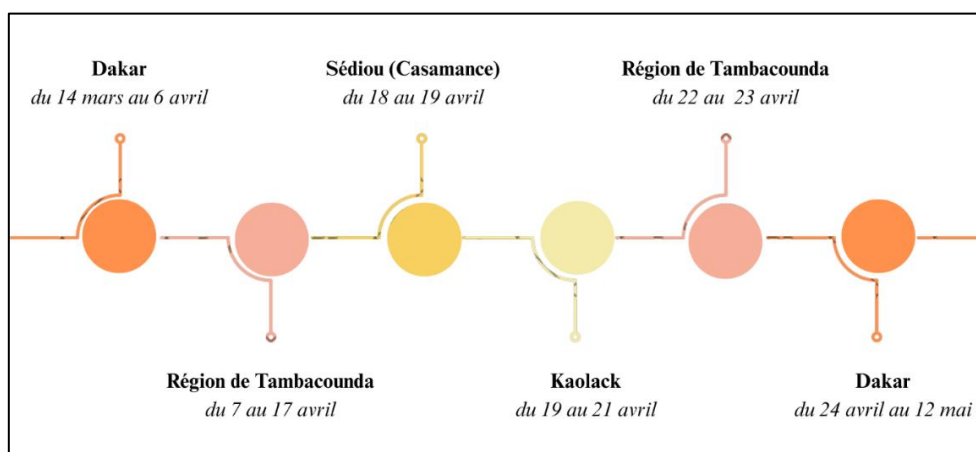 Dakar
du 14 mars au 6 avril
Région de Tambacounda
du 7 au 17 avril
Sédiou (Casamance)
du 18 au 19 avril
Kaolack
du 19 au 21 avril
Région de Tambacounda
du 22 au 23 avril
Dakar
du 24 avril au 12 mai